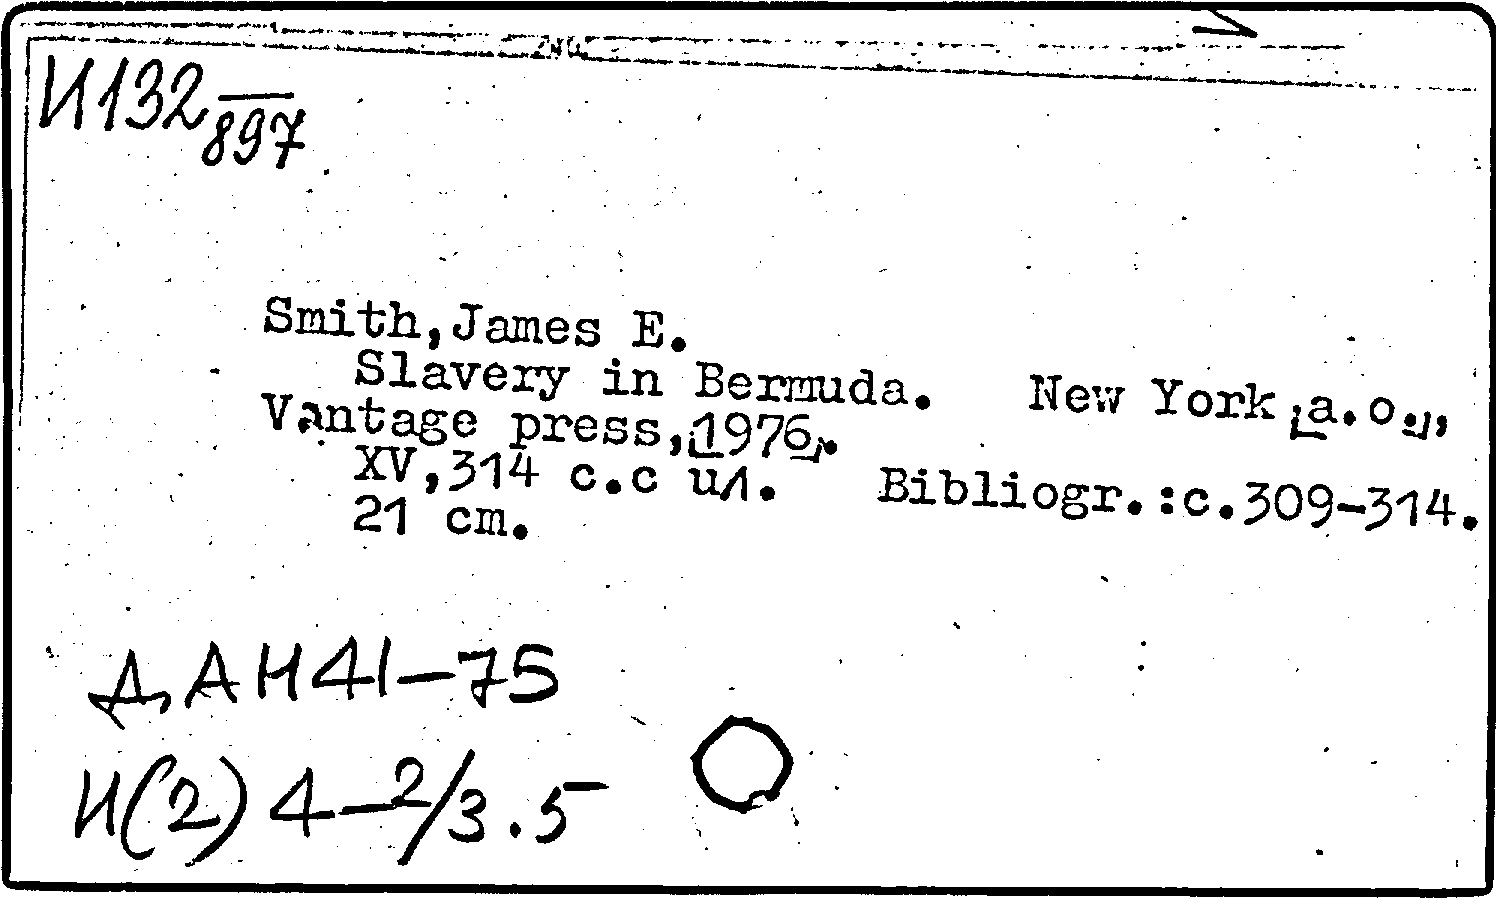 И132
897
Smith,James E.
Slavery in Bermuda. New York [a.o.],
Vantage press,[1976].
XV,314 с.с ил. Bibliogr.:с.309-314.
21 cm.
ДАН41-75
И(2)4-2/3.5